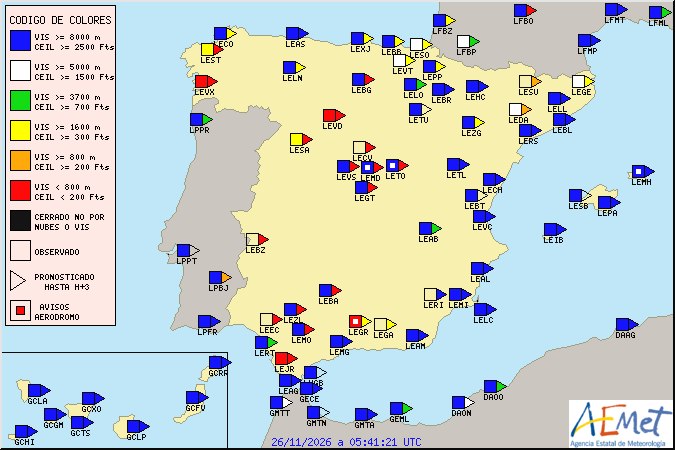 CODIGO DE COLORES
VIS >= 8000 m
CEIL >= 2500 Fts
VIS >= 5000 m
CEIL >= 1500 Fts
VIS >= 3700 m
CEIL >= 700 Fts
VIS >= 1600 m
CEIL >= 300 Fts
VIS >= 800 m
CEIL >= 200 Fts
VIS < 800 m
CEIL < 200 Fts
CERRADO NO POR
NUBES O VIS
OBSERVADO
PRONOSTICADO
HASTA H+3
AVISOS
AERODROMO
LFBO
LFMT
LFML
LFBZ
LECO
LEAS
LEXJ
LEBB
LESO
LFBP
LFMP
LEST
LEVT
LEPP
LELN
LEVX
LEBG
LELO
LEBR
LEHC
LESU
LEGE
LELL
LPPR
LEVD
LETU
LEZG
LEDA
LEBL
LERS
LESA
LECV
LEVS
LEMD
LETO
LETL
LEGT
LECH
LEMH
LEBT
LESB
LEPA
LEVC
LEIB
LEAB
LEBZ
LPPT
LPBJ
LEAL
LEBA
LERI
LEMI
LEZL
LEEC
LEMO
LEGR
LEGA
LELC
LPFR
LERT
LEMG
LEAM
DAAG
LEJR
GCRR
LEAG
GECE
GCLA
GCXO
GCFV
GCGM
GCTS
GCLP
GCHI
GMTT
GMTN
GMTA
GEML
DAON
DAOO
26/11/2026 a 05:41:21 UTC
AEMet
Agencia Estatal de Meteorología